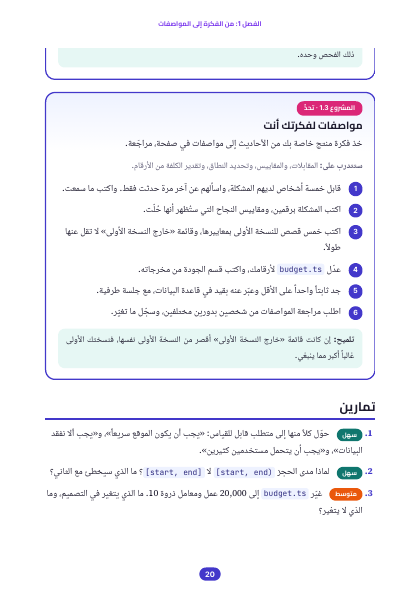 الفصل 1: من الفكرة إلى المواصفات
ذلك الفحص وحده.
المشروع 1.3 · تحدٍّ
مواصفات لفكرتك أنت
خذ فكرة منتج خاصة بك من الأحاديث إلى مواصفات في صفحة، مراجَعة.
ستتدرب على: المقابلات، والمقاييس، وتحديد النطاق، وتقدير الكلفة من الأرقام.
1 قابل خمسة أشخاص لديهم المشكلة، واسألهم عن آخر مرة حدثت فقط. واكتب ما سمعت.
2 اكتب المشكلة برقمين، ومقاييس النجاح التي ستُظهر أنها حُلّت.
3 اكتب خمس قصص للنسخة الأولى بمعاييرها، وقائمة «خارج النسخة الأولى» لا تقل عنها
طولاً.
4 عدّل budget.ts لأرقامك، واكتب قسم الجودة من مخرجاته.
5 جد ثابتاً واحداً على الأقل وعبّر عنه بقيد في قاعدة البيانات، مع جلسة طرفية.
6 اطلب مراجعة المواصفات من شخصين بدورين مختلفين، وسجّل ما تغيّر.
تلميح: إن كانت قائمة «خارج النسخة الأولى» أقصر من النسخة الأولى نفسها، فنسختك الأولى
غالباً أكبر مما ينبغي.
تمارين
1. سهل حوّل كلاً منها إلى متطلب قابل للقياس: «يجب أن يكون الموقع سريعاً»، و«يجب ألا نفقد
البيانات»، و«يجب أن يتحمل مستخدمين كثيرين».
2. سهل لماذا مدى الحجز [start, end) لا [start, end]؟ ما الذي سيخطئ مع الثاني؟
3. متوسط غيّر budget.ts إلى 20,000 عمل ومعامل ذروة 10. ما الذي يتغير في التصميم، وما
الذي لا يتغير؟
20